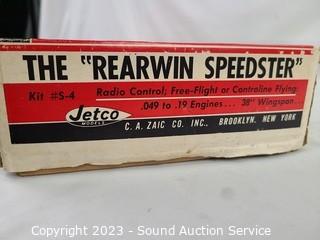 THE "REARWIN SPEEDSTER"
Kit #S-4
Radio Control; Free-Flight or Controline Flying;
.049 to .19 Engines... 38" Wingspan...
Jetco
MODELS
C. A. ZAIC CO. INC., BROOKLYN, NEW YORK
Copyright 2023 - Sound Auction Service